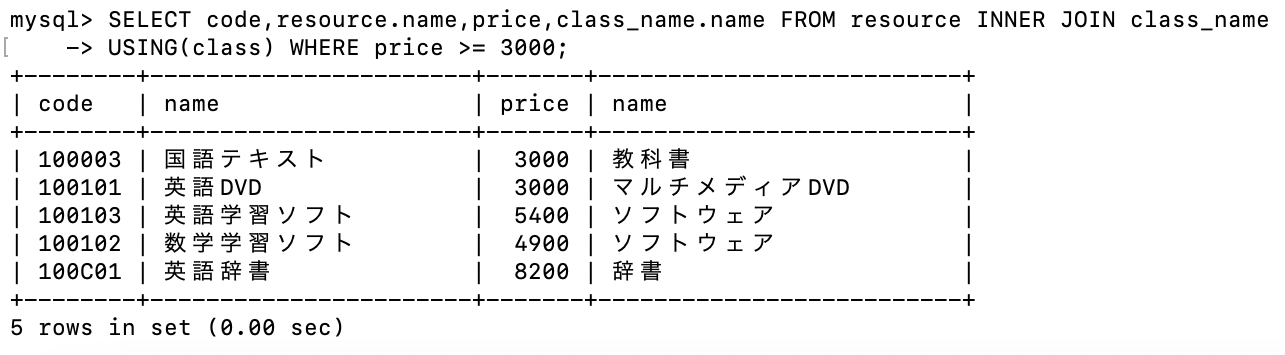 mysql> SELECT code,resource.name,price,class_name.name FROM resource INNER JOIN class_name
[    -> USING(class) WHERE price >= 3000;
+---------+------------------------+--------+---------------------------+
| code    | name                   | price  | name                      |
+---------+------------------------+--------+---------------------------+
| 100003 | 国語テキスト           |  3000 | 教科書                    |
| 100101 | 英語DVD                |  3000 | マルチメディアDVD         |
| 100103 | 英語学習ソフト         |  5400 | ソフトウェア              |
| 100102 | 数学学習ソフト         |  4900 | ソフトウェア              |
| 100C01 | 英語辞書               |  8200 | 辞書                      |
+---------+------------------------+--------+---------------------------+
5 rows in set (0.00 sec)